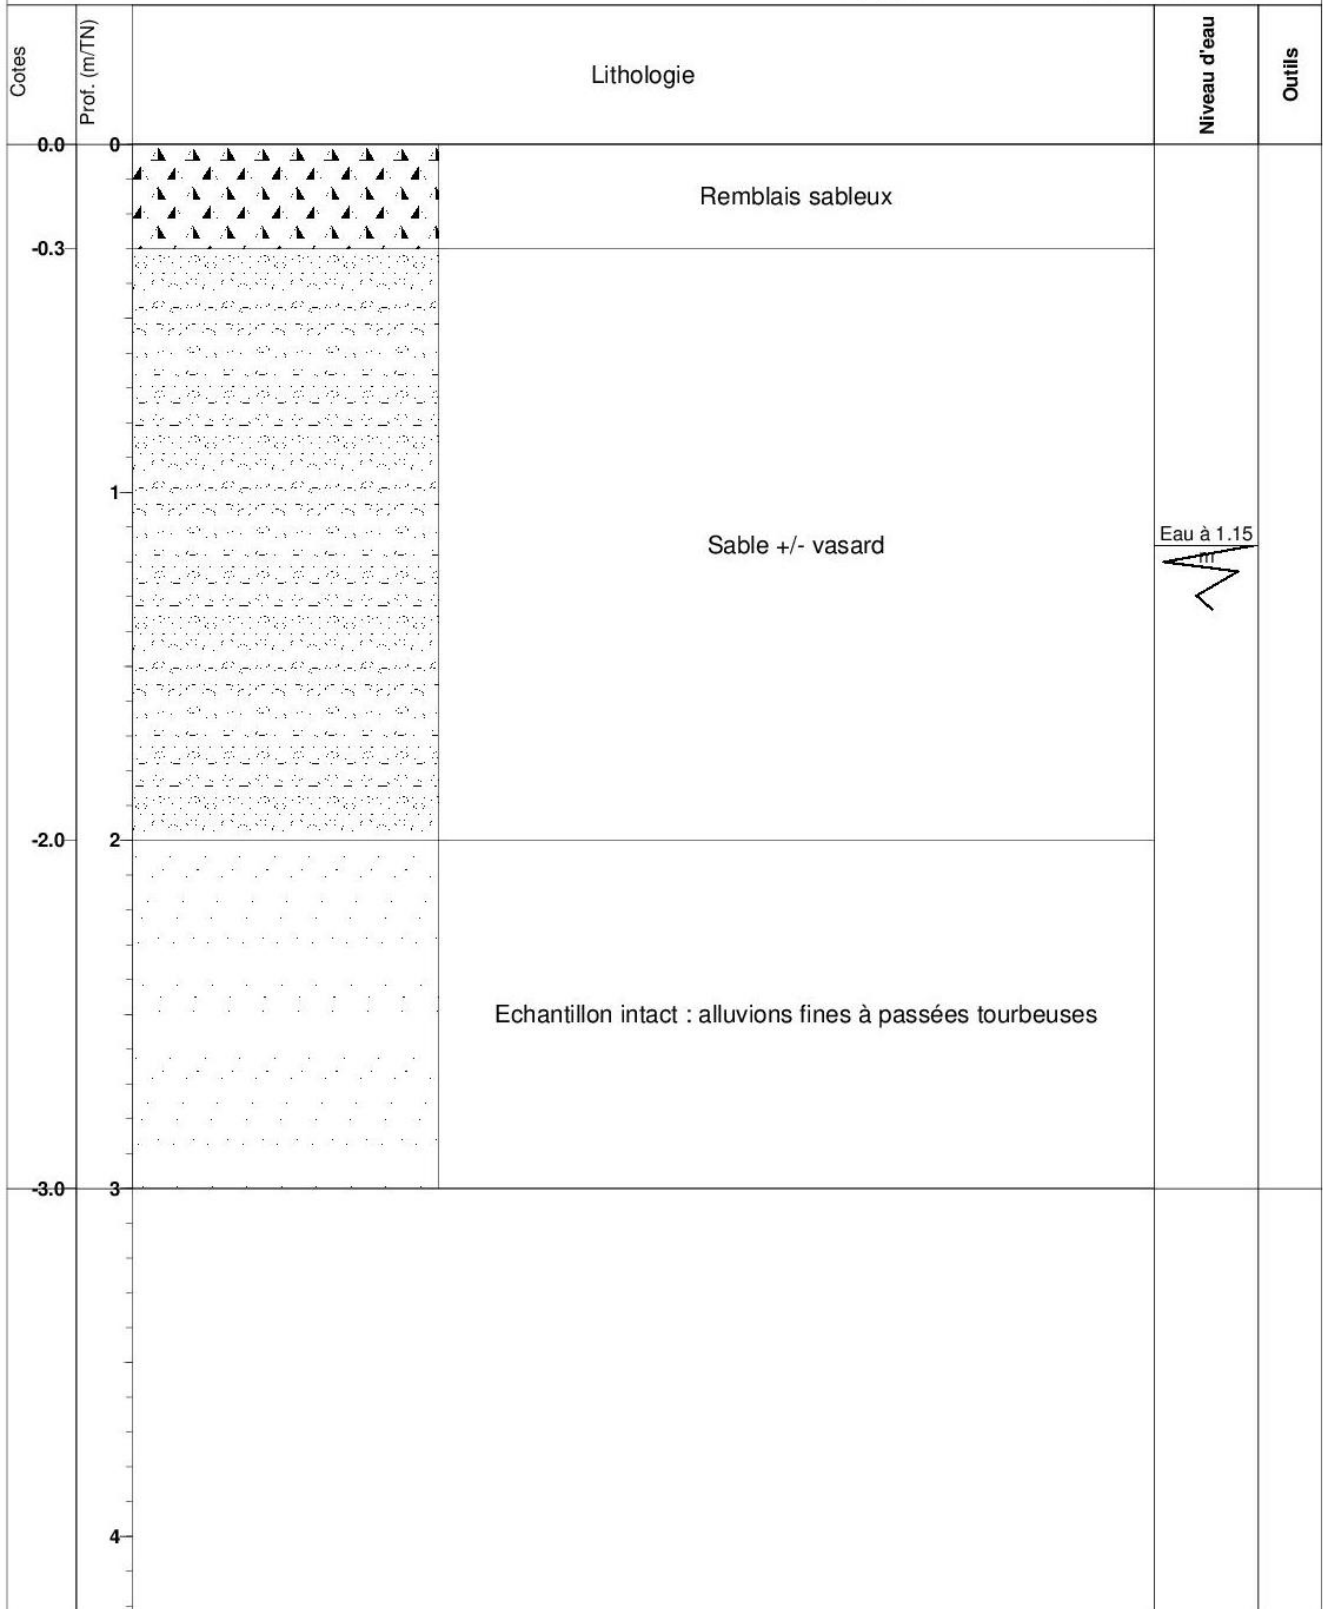 Cotes
Prof. (m/TN)
Lithologie
Niveau d'eau
Outils
0.0
0
Remblais sableux
-0.3
1
Sable +/- vasard
Eau à 1.15
m
-2.0
2
Echantillon intact : alluvions fines à passées tourbeuses
-3.0
3
4